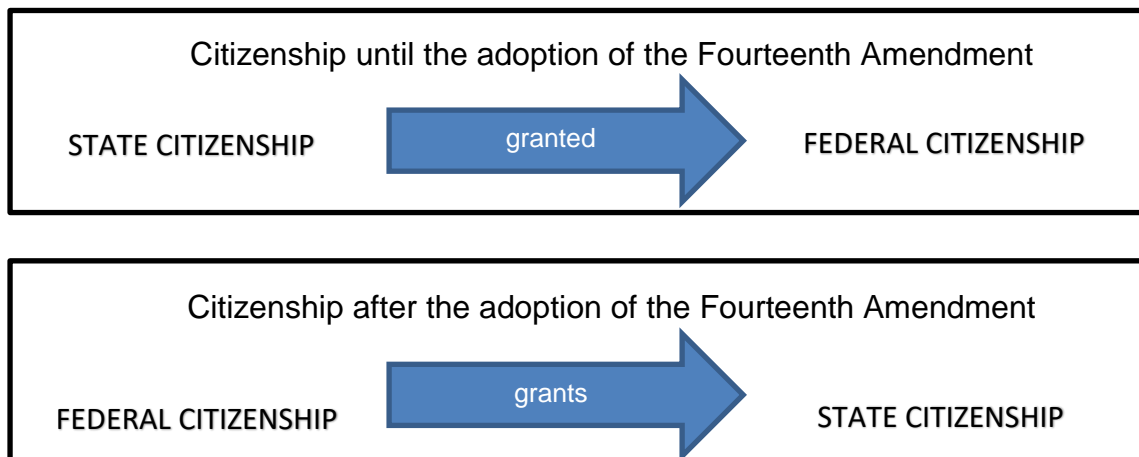 Citizenship until the adoption of the Fourteenth Amendment
STATE CITIZENSHIP granted FEDERAL CITIZENSHIP
Citizenship after the adoption of the Fourteenth Amendment
FEDERAL CITIZENSHIP grants STATE CITIZENSHIP